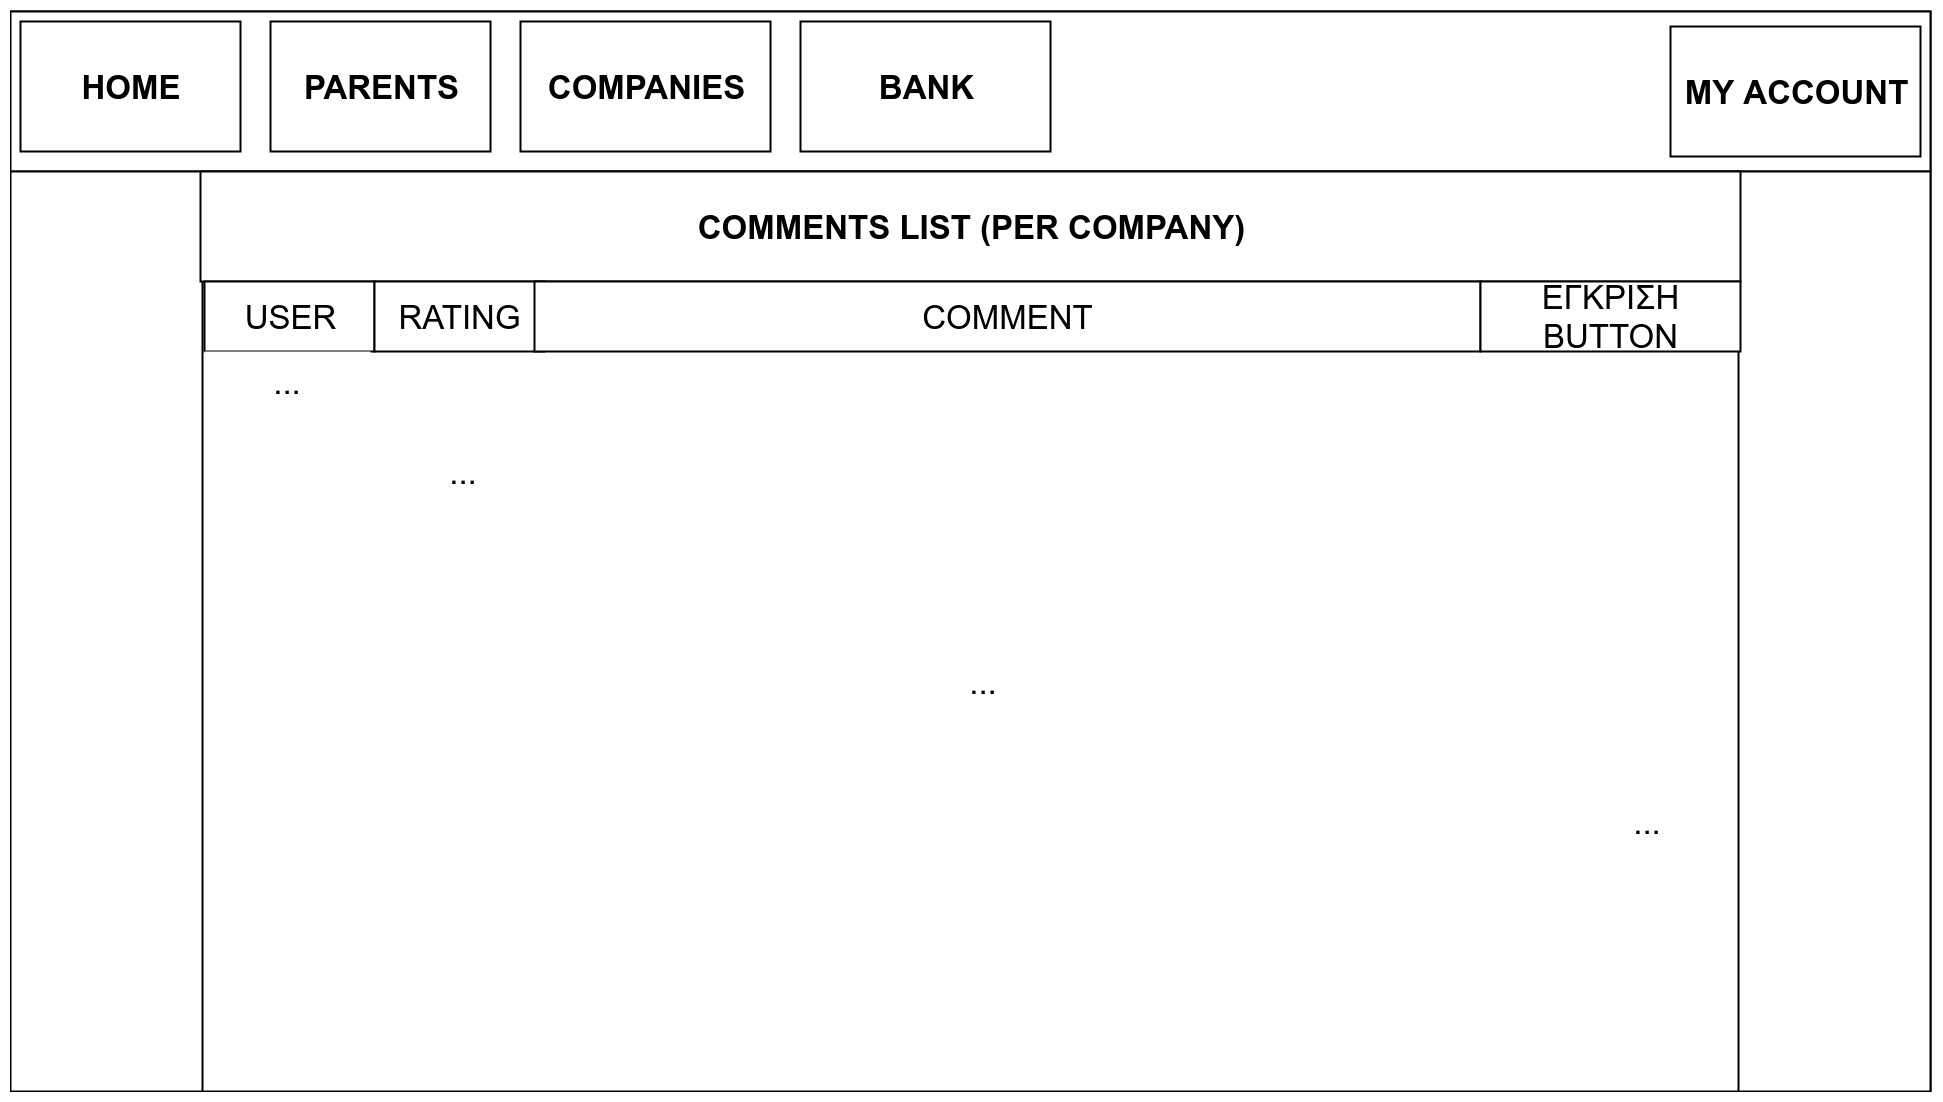 HOME
PARENTS
COMPANIES
BANK
MY ACCOUNT
COMMENTS LIST (PER COMPANY)
USER
RATING
COMMENT
ΕΓΚΡΙΣΗ
BUTTON
...
...
...
...